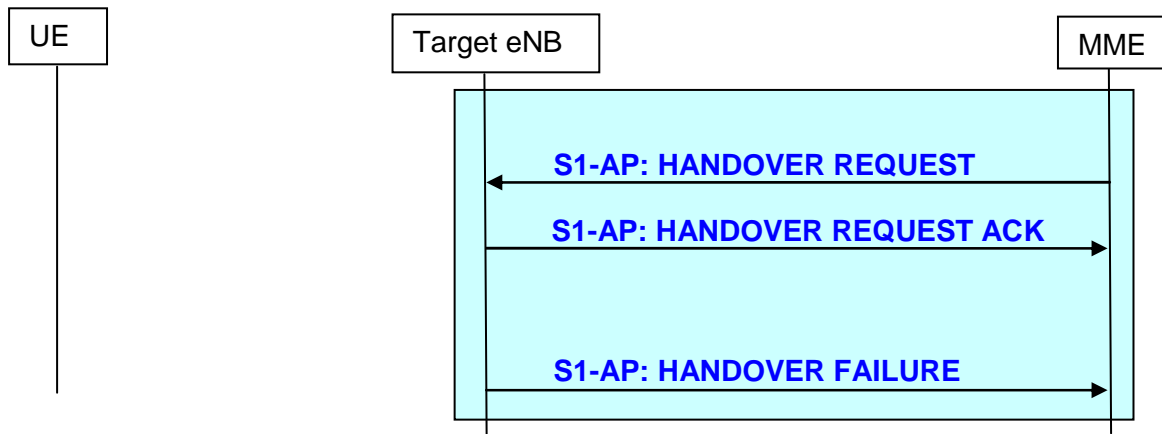 UE
Target eNB
MME
S1-AP: HANDOVER REQUEST
S1-AP: HANDOVER REQUEST ACK
S1-AP: HANDOVER FAILURE